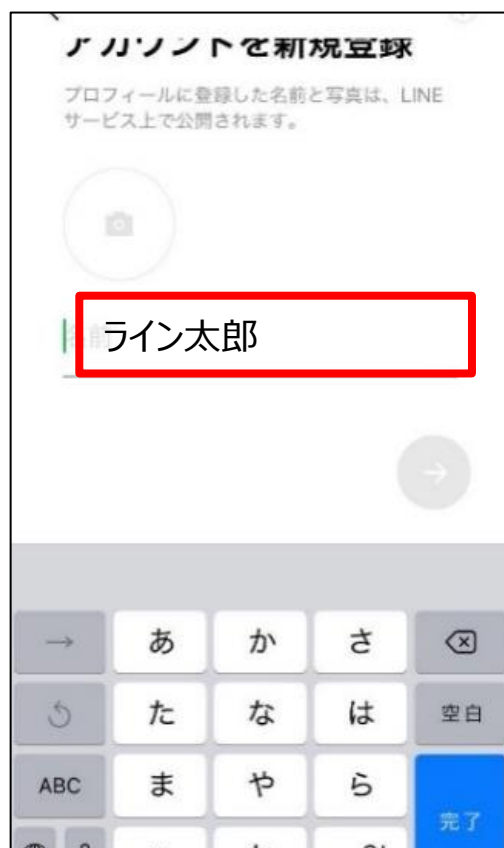 アカウントを新規登録
プロフィールに登録した名前と写真は、LINE
サービス上で公開されます。
ライン太郎
→ あ か さ
た な は 空白
ABC ま や ら
完了